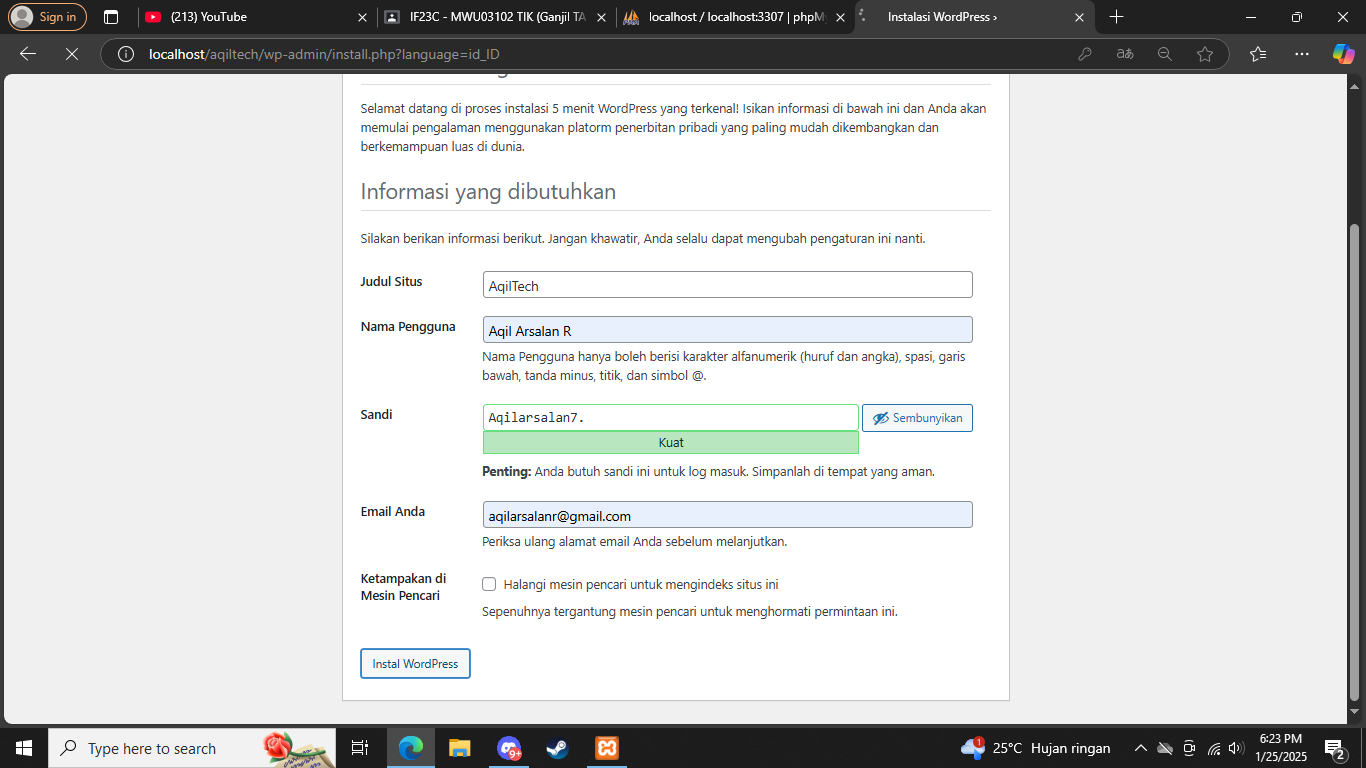 Sign in
(213) YouTube
IF23C - MWU03102 TIK (Ganjil TA
localhost / localhost:3307 | phpMy
Instalasi WordPress ›
localhost/aqiltech/wp-admin/install.php?language=id_ID
Selamat datang di proses instalasi 5 menit WordPress yang terkenal! Isikan informasi di bawah ini dan Anda akan
memulai pengalaman menggunakan platorm penerbitan pribadi yang paling mudah dikembangkan dan
berkemampuan luas di dunia.
Informasi yang dibutuhkan
Silakan berikan informasi berikut. Jangan khawatir, Anda selalu dapat mengubah pengaturan ini nanti.
Judul Situs
AqilTech
Nama Pengguna
Aqil Arsalan R
Nama Pengguna hanya boleh berisi karakter alfanumerik (huruf dan angka), spasi, garis
bawah, tanda minus, titik, dan simbol @.
Sandi
Aqilarsalan7.
Sembunyikan
Kuat
Penting: Anda butuh sandi ini untuk log masuk. Simpanlah di tempat yang aman.
Email Anda
aqilarsalanr@gmail.com
Periksa ulang alamat email Anda sebelum melanjutkan.
Ketampakan di
Mesin Pencari
Halangi mesin pencari untuk mengindeks situs ini
Sepenuhnya tergantung mesin pencari untuk menghormati permintaan ini.
Instal WordPress
Type here to search
9+
1
25°C Hujan ringan
6:23 PM
1/25/2025
2